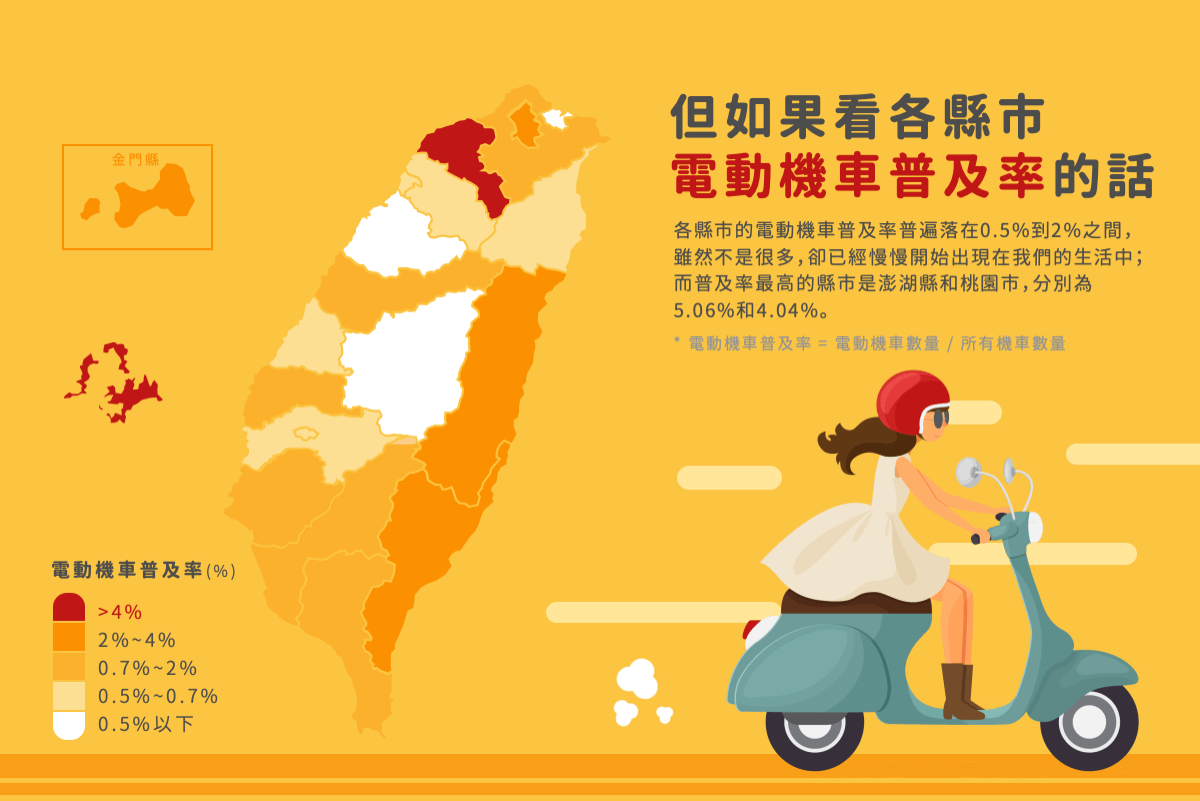 但如果看各縣市
電動機車普及率的話
各縣市的電動機車普及率普遍落在0.5%到2%之間，
雖然不是很多，卻已經慢慢開始出現在我們的生活中；
而普及率最高的縣市是澎湖縣和桃園市，分別為
5.06%和4.04%。
* 電動機車普及率 = 電動機車數量 / 所有機車數量
金門縣
電動機車普及率(%)
>4%
2%~4%
0.7%~2%
0.5%~0.7%
0.5%以下